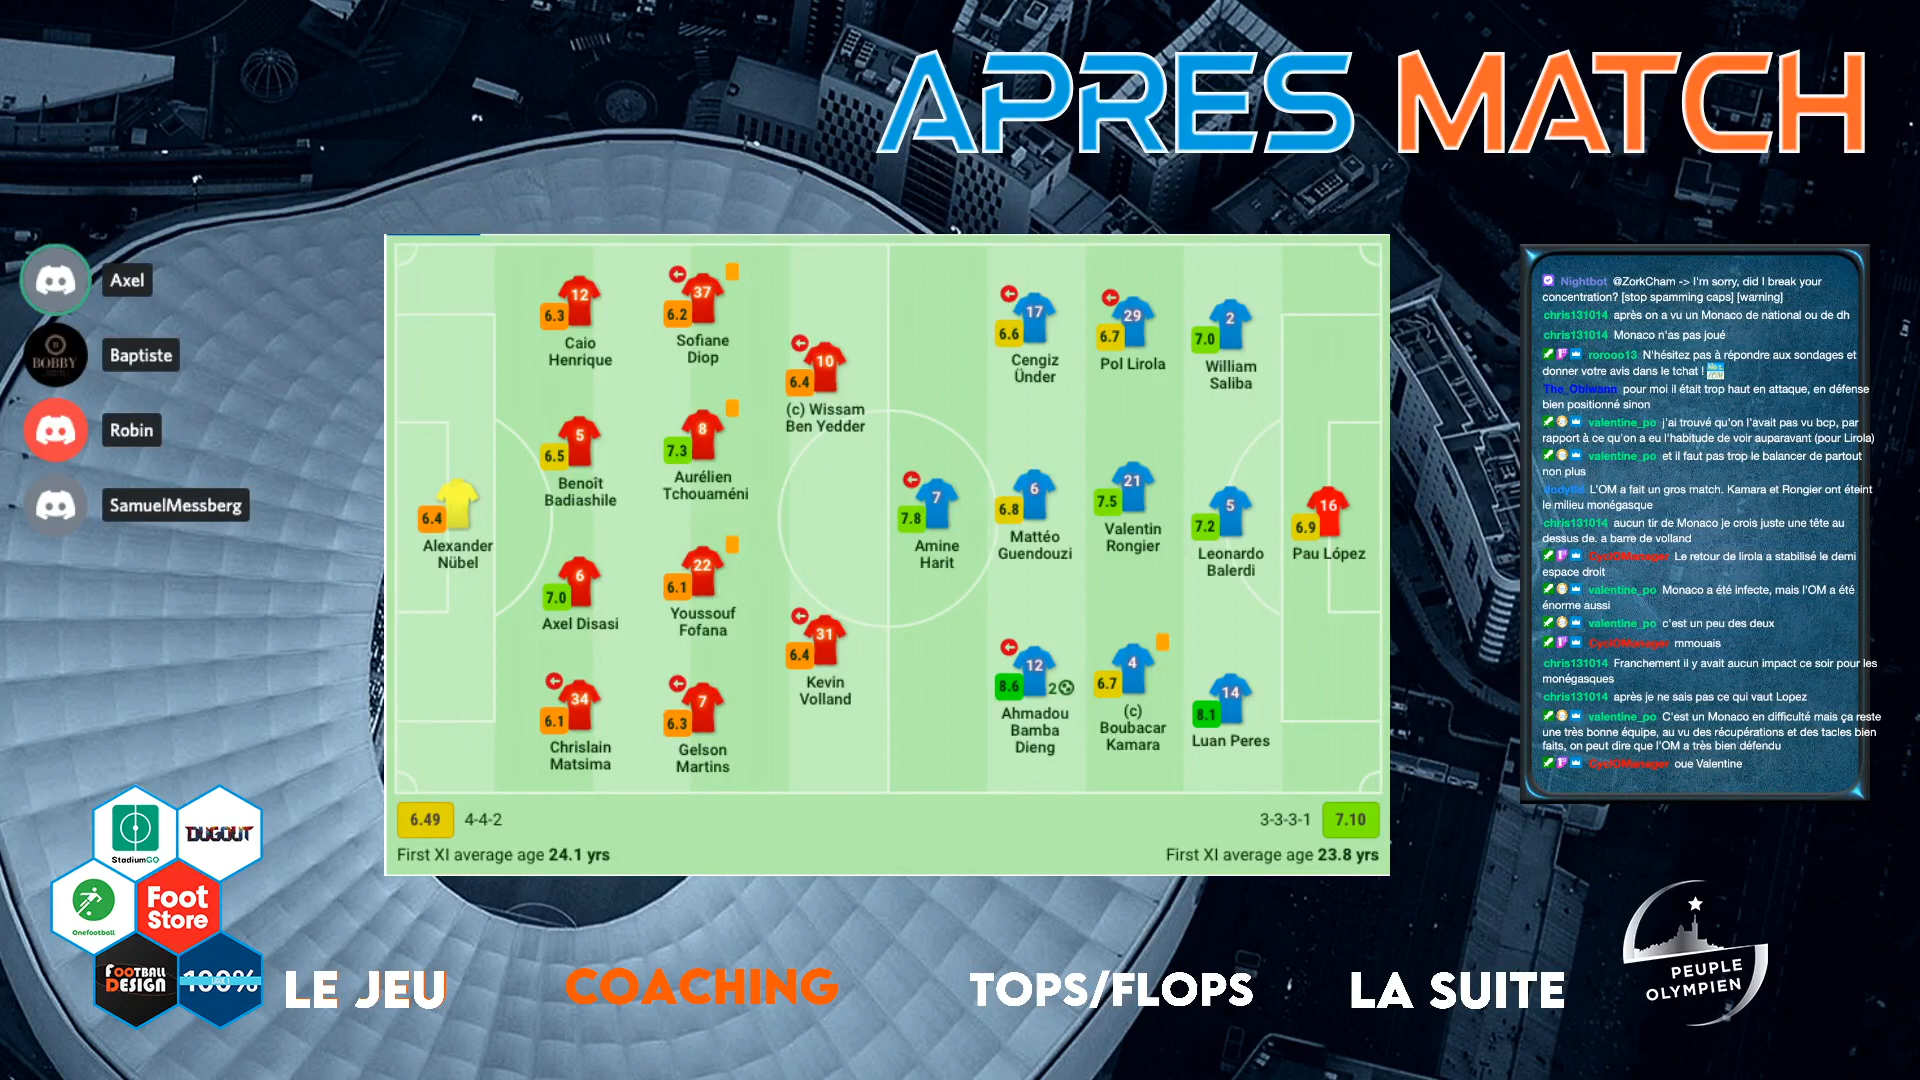 APRES MATCH
Axel
Baptiste
Robin
SamuelMessberg
BOBBY
12
6.3
Caio
Henrique
37
6.2
Sofiane
Diop
10
6.4
(c) Wissam
Ben Yedder
5
6.5
Benoît
Badiashile
8
7.3
Aurélien
Tchouaméni
6.4
Alexander
Nübel
6
7.0
Axel Disasi
22
6.1
Youssouf
Fofana
31
6.4
Kevin
Volland
34
6.1
Chrislain
Matsima
7
6.3
Gelson
Martins
17
6.6
Cengiz
Ünder
29
6.7
Pol Lirola
2
7.0
William
Saliba
7
7.8
Amine
Harit
6
6.8
Mattéo
Guendouzi
21
7.5
Valentin
Rongier
5
7.2
Leonardo
Balerdi
16
6.9
Pau López
12
8.6
2
Ahmadou
Bamba
Dieng
4
6.7
(c)
Boubacar
Kamara
14
8.1
Luan Peres
6.49 4-4-2
3-3-3-1 7.10
First XI average age 24.1 yrs
First XI average age 23.8 yrs
Nightbot @ZorkCham -> I'm sorry, did I break your
concentration? [stop spamming caps] [warning]
chris131014 après on a vu un Monaco de national ou de dh
chris131014 Monaco n'as pas joué
rorooo13 N'hésitez pas à répondre aux sondages et
donner votre avis dans le tchat !
The_Obiwann pour moi il était trop haut en attaque, en défense
bien positionné sinon
valentine_po j'ai trouvé qu'on l'avait pas vu bcp, par
rapport à ce qu'on a eu l'habitude de voir auparavant (pour Lirola)
valentine_po et il faut pas trop le balancer de partout
non plus
L'OM a fait un gros match. Kamara et Rongier ont éteint
le milieu monégasque
chris131014 aucun tir de Monaco je crois juste une tête au
dessus de. a barre de volland
CyclOManager Le retour de lirola a stabilisé le demi
espace droit
valentine_po Monaco a été infecte, mais l'OM a été
énorme aussi
valentine_po c'est un peu des deux
CyclOManager mmouais
chris131014 Franchement il y avait aucun impact ce soir pour les
monégasques
chris131014 après je ne sais pas ce qui vaut Lopez
valentine_po C'est un Monaco en difficulté mais ça reste
une très bonne équipe, au vu des récupérations et des tacles bien
faits, on peut dire que l'OM a très bien défendu
CyclOManager oue Valentine
StadiumGO
DUGOUT
Onefootball
Foot
Store
FOOTBALL
DESIGN
100%
LE JEU
COACHING
TOPS/FLOPS
LA SUITE
PEUPLE
OLYMPIEN